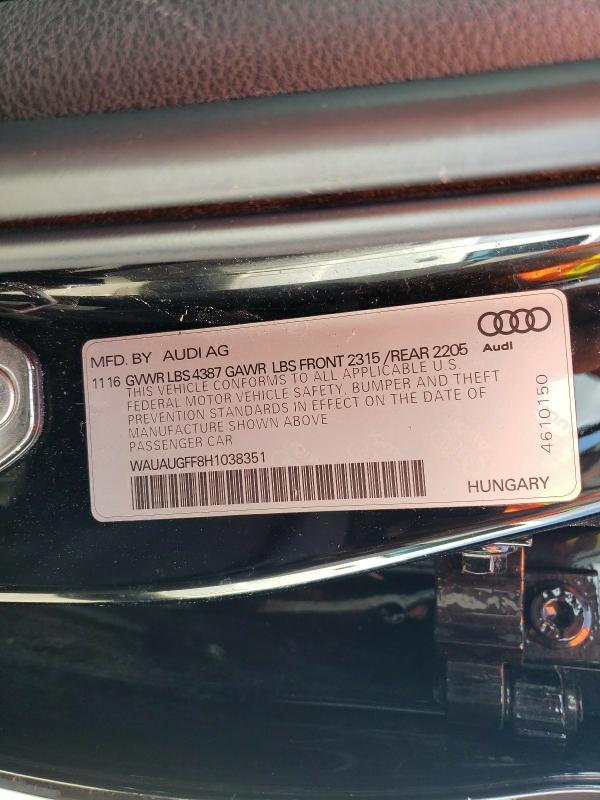 MFD. BY AUDI AG
Audi
11 16 GVWR LBS 4387 GAWR LBS FRONT 2315 /REAR 2205
THIS VEHICLE CONFORMS TO ALL APPLICABLE U.S.
FEDERAL MOTOR VEHICLE SAFETY, BUMPER AND THEFT
PREVENTION STANDARDS IN EFFECT ON THE DATE OF
MANUFACTURE SHOWN ABOVE
PASSENGER CAR
WAUAUGFF8H1038351
HUNGARY
4610150